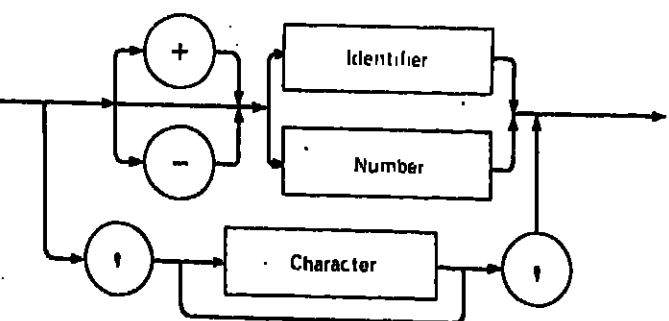 +
Identifier
−
Number
'
Character
'